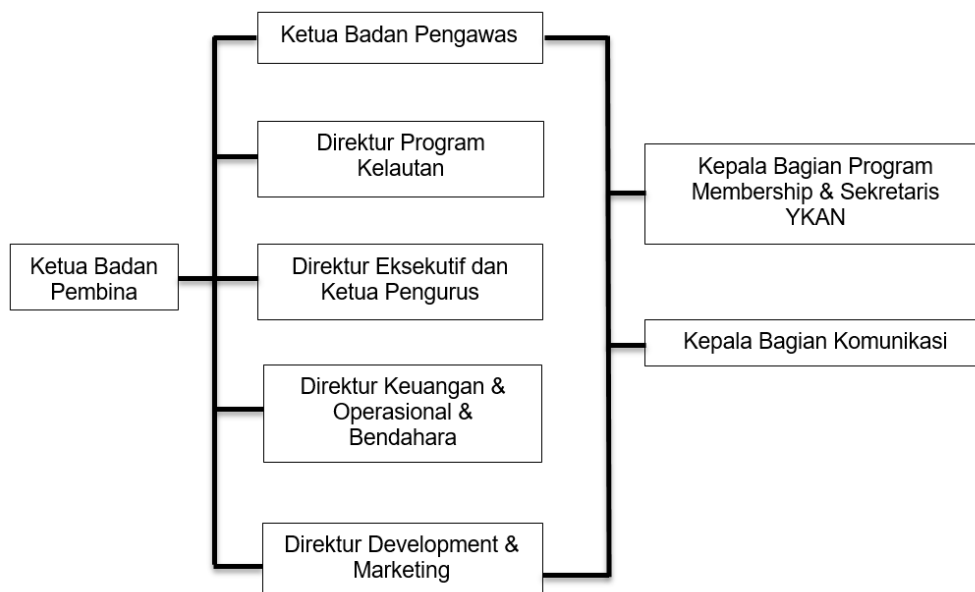 Ketua Badan Pengawas
Direktur Program
Kelautan
Kepala Bagian Program
Membership & Sekretaris
YKAN
Ketua Badan
Pembina
Direktur Eksekutif dan
Ketua Pengurus
Kepala Bagian Komunikasi
Direktur Keuangan &
Operasional &
Bendahara
Direktur Development &
Marketing